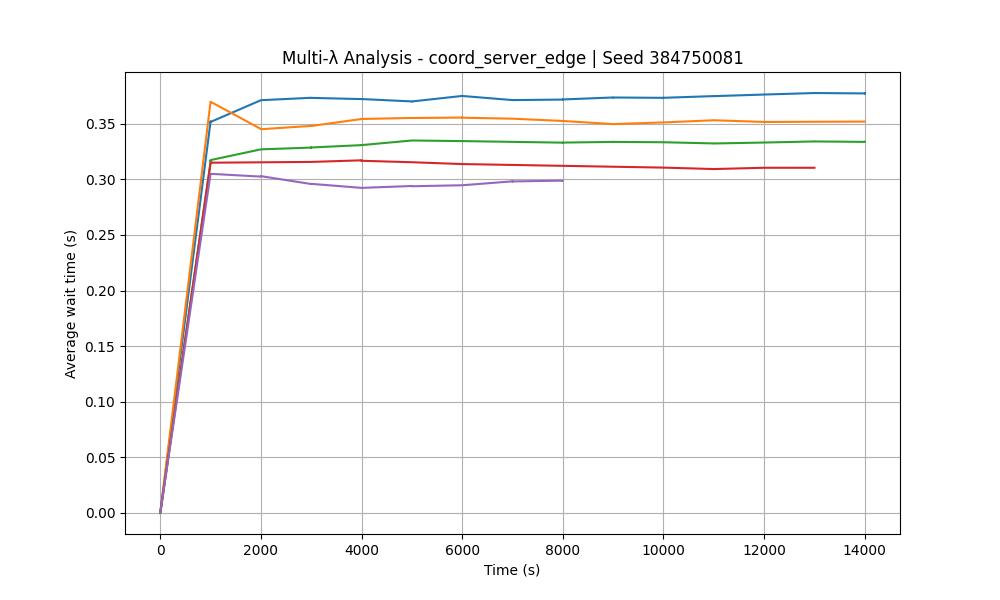 Multi-λ Analysis - coord_server_edge | Seed 384750081
Average wait time (s)
0.35
0.30
0.25
0.20
0.15
0.10
0.05
0.00
0 2000 4000 6000 8000 10000 12000 14000
Time (s)